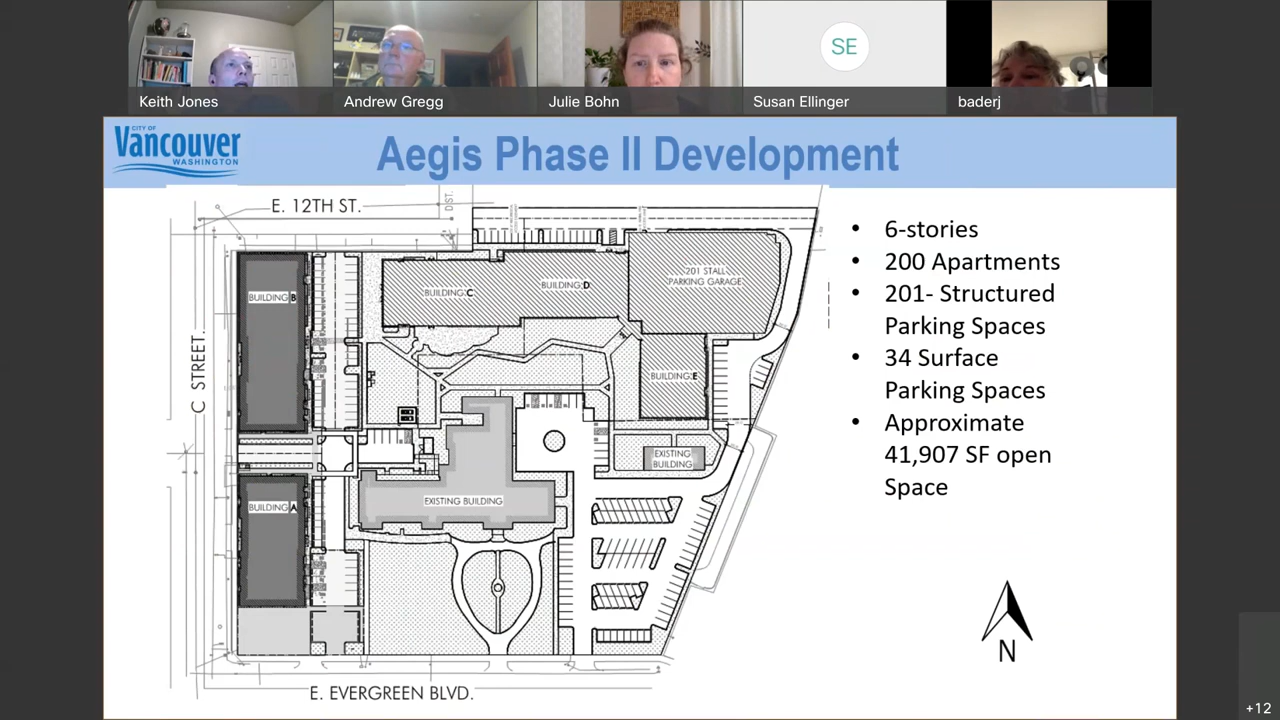 Keith Jones
Andrew Gregg
Julie Bohn
SE
Susan Ellinger
baderj
CITY OF
Vancouver
WASHINGTON
Aegis Phase II Development
E. 12TH ST.
DIST.
C STREET.
BUILDING B
BUILDING C
BUILDING D
201 STALL
PARKING GARAGE
BUILDING E
EXISTING
BUILDING
EXISTING BUILDING
BUILDING A
E. EVERGREEN BLVD.
• 6-stories
• 200 Apartments
• 201- Structured
Parking Spaces
• 34 Surface
Parking Spaces
• Approximate
41,907 SF open
Space
N
+12